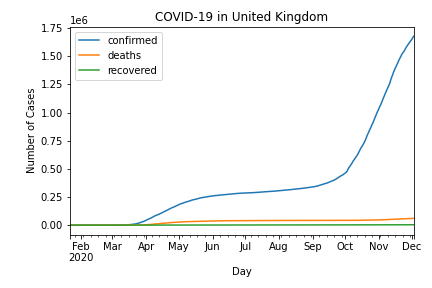 COVID-19 in United Kingdom
1e6
1.75
1.50
1.25
1.00
0.75
0.50
0.25
0.00
Number of Cases
confirmed
deaths
recovered
Feb Mar Apr May Jun Jul Aug Sep Oct Nov Dec
2020
Day